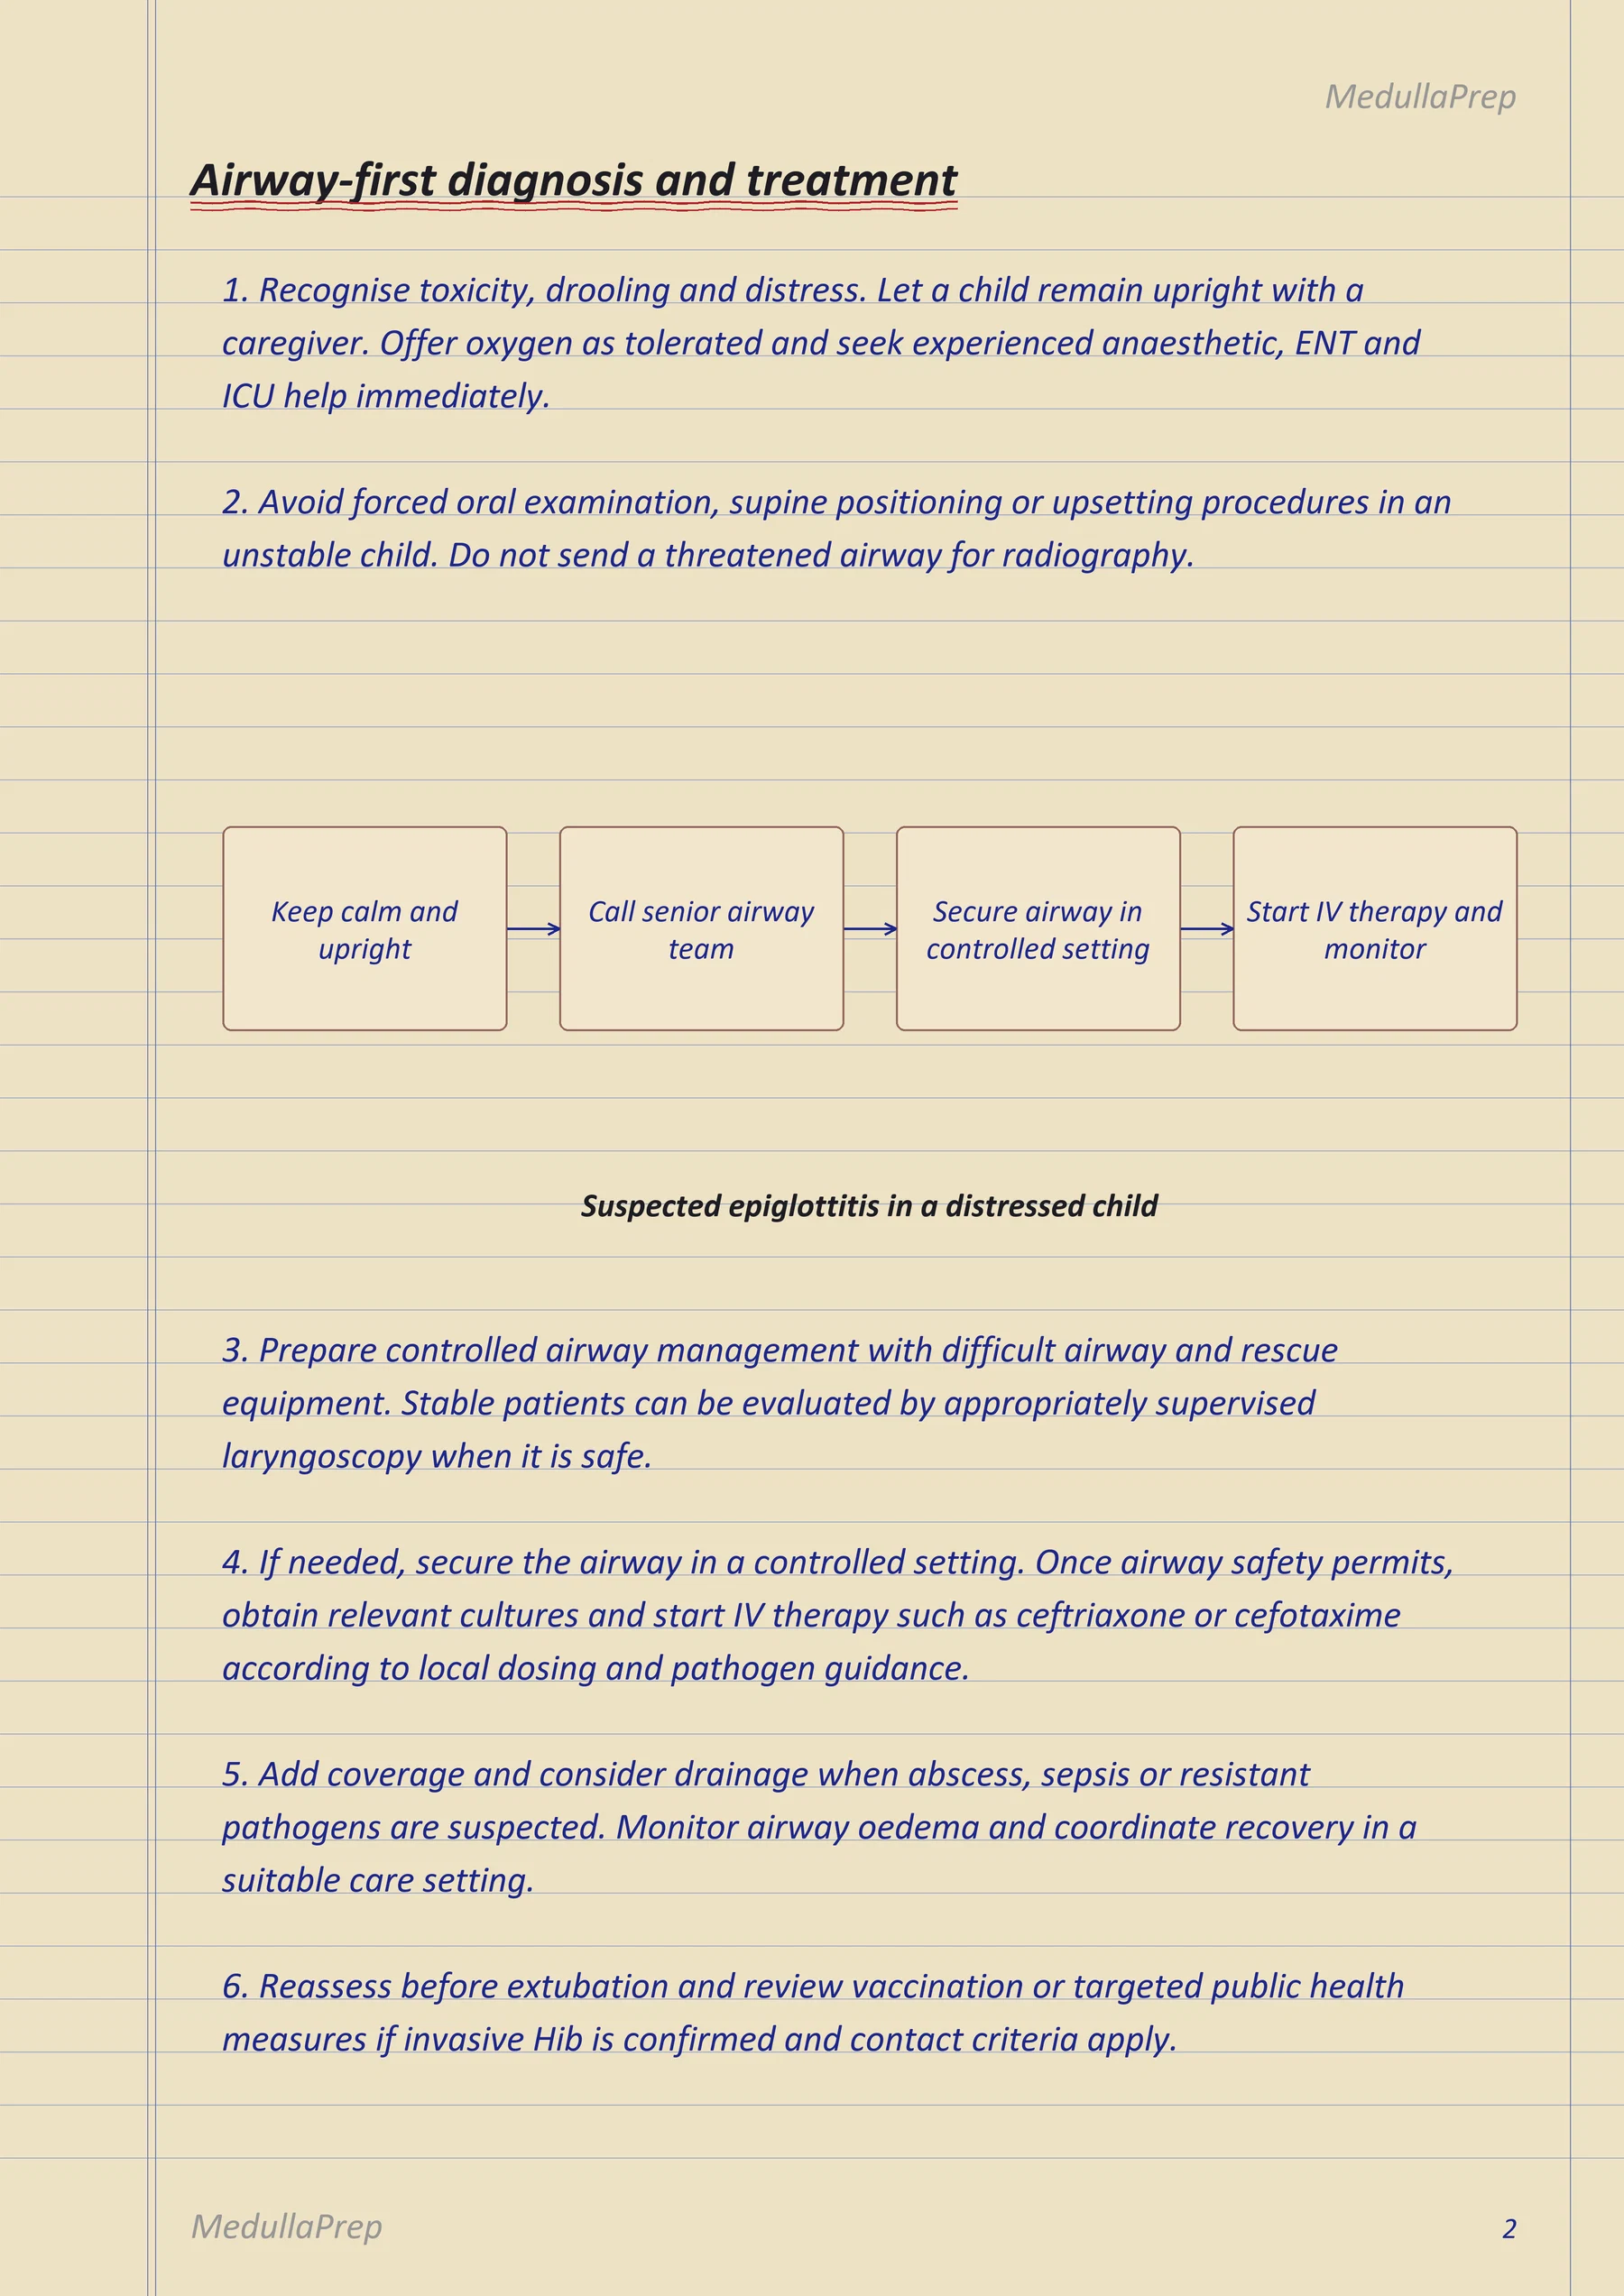 MedullaPrep
Airway-first diagnosis and treatment
1. Recognise toxicity, drooling and distress. Let a child remain upright with a
caregiver. Offer oxygen as tolerated and seek experienced anaesthetic, ENT and
ICU help immediately.
2. Avoid forced oral examination, supine positioning or upsetting procedures in an
unstable child. Do not send a threatened airway for radiography.
Keep calm and
upright
Call senior airway
team
Secure airway in
controlled setting
Start IV therapy and
monitor
Suspected epiglottitis in a distressed child
3. Prepare controlled airway management with difficult airway and rescue
equipment. Stable patients can be evaluated by appropriately supervised
laryngoscopy when it is safe.
4. If needed, secure the airway in a controlled setting. Once airway safety permits,
obtain relevant cultures and start IV therapy such as ceftriaxone or cefotaxime
according to local dosing and pathogen guidance.
5. Add coverage and consider drainage when abscess, sepsis or resistant
pathogens are suspected. Monitor airway oedema and coordinate recovery in a
suitable care setting.
6. Reassess before extubation and review vaccination or targeted public health
measures if invasive Hib is confirmed and contact criteria apply.
MedullaPrep
2